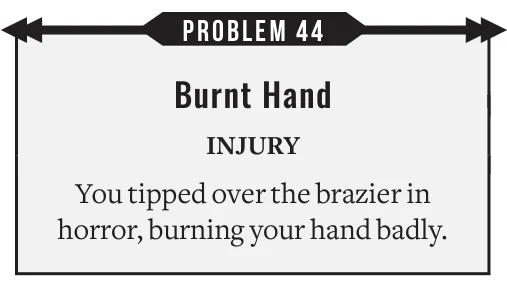 PROBLEM 44
Burnt Hand
INJURY
You tipped over the brazier in
horror, burning your hand badly.